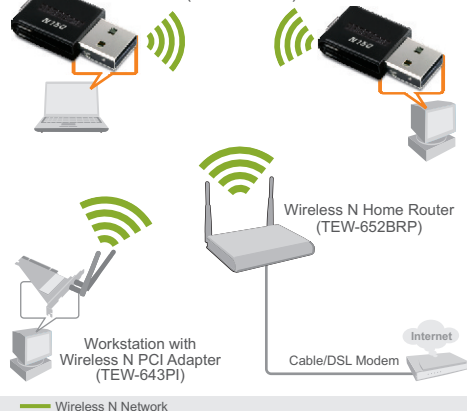 N150
N150
Wireless N Home Router
(TEW-652BRP)
Internet
Workstation with
Wireless N PCI Adapter
(TEW-643PI)
Cable/DSL Modem
Wireless N Network